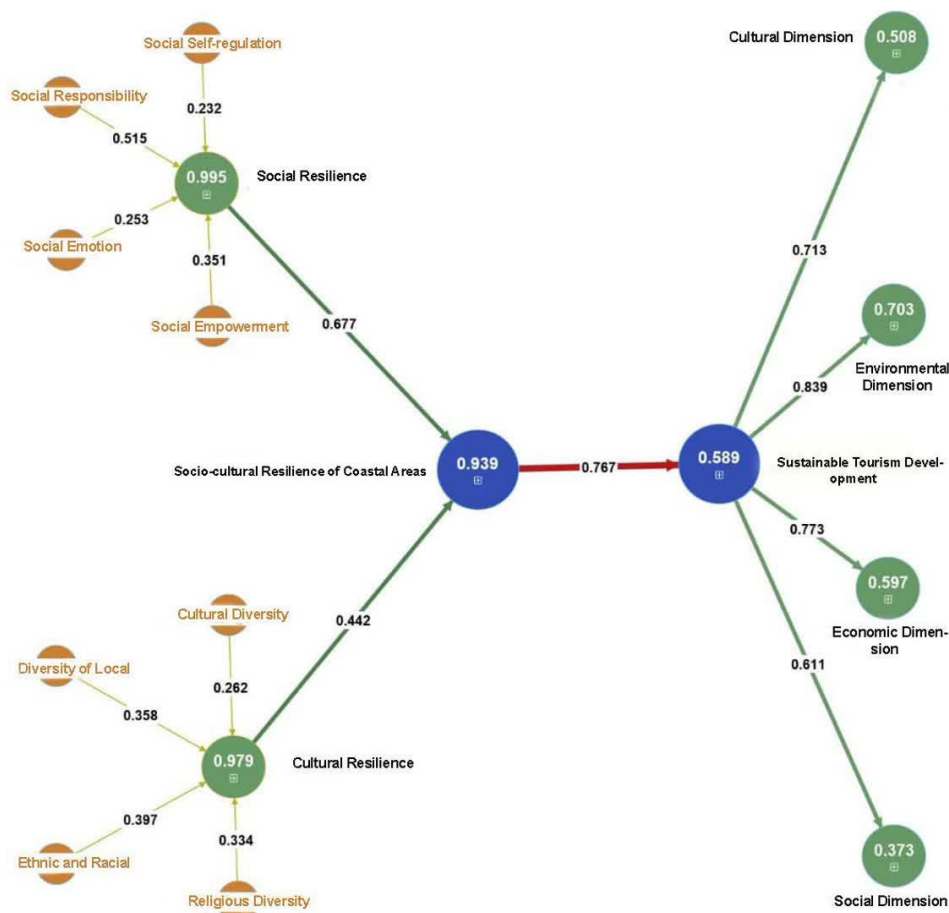 Social Self-regulation
Cultural Dimension
0.508
Social Responsibility
0.232
0.515
0.995
Social Resilience
0.253
Social Emotion
0.351
0.713
Social Empowerment
0.677
0.703
Environmental
Dimension
0.839
Socio-cultural Resilience of Coastal Areas
0.939
0.767
0.589
Sustainable Tourism Devel-
opment
0.773
0.597
Cultural Diversity
0.442
Economic Dimen-
sion
Diversity of Local
0.262
0.611
0.358
0.979
Cultural Resilience
0.397
0.334
Ethnic and Racial
0.373
Religious Diversity
Social Dimension